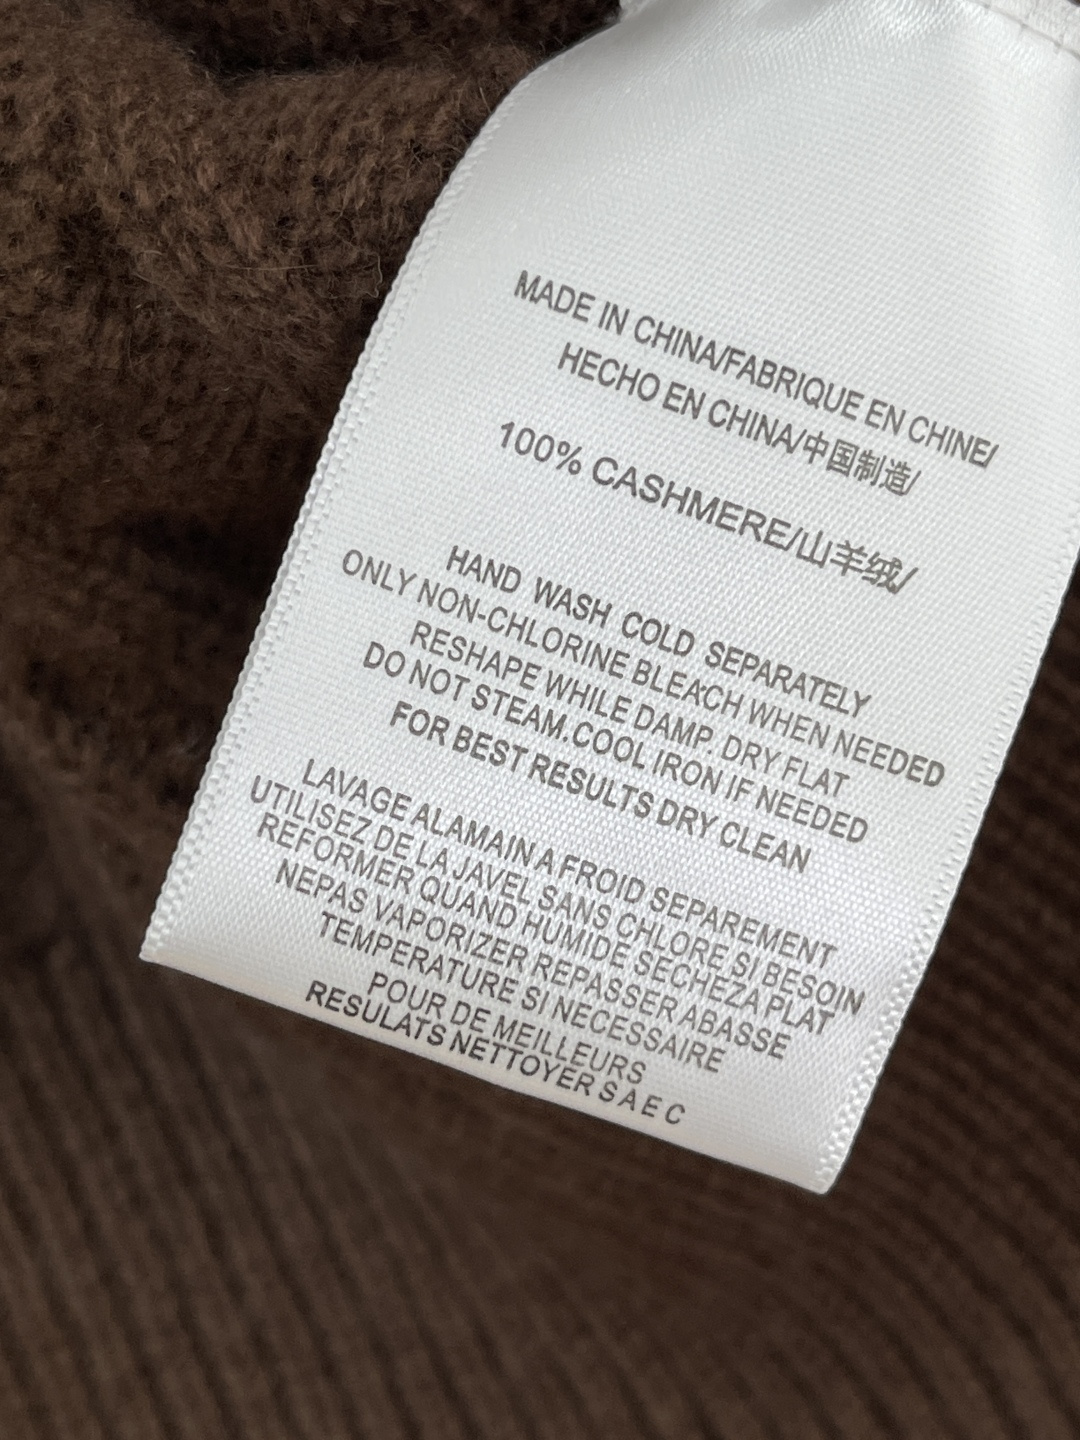 MADE IN CHINA/FABRIQUE EN CHINE/
HECHO EN CHINA/中国制造/
100% CASHMERE/山羊绒/
HAND WASH COLD SEPARATELY
ONLY NON-CHLORINE BLEACH WHEN NEEDED
RESHAPE WHILE DAMP. DRY FLAT
DO NOT STEAM.COOL IRON IF NEEDED
FOR BEST RESULTS DRY CLEAN
LAVAGE ALAMAIN A FROID SEPAREMENT
UTILISEZ DE LA JAVEL SANS CHLORE SI BESOIN
REFORMER QUAND HUMIDE SECHEZA PLAT
NEPAS VAPORIZER REPASSER ABASSE
TEMPERATURE SI NECESSAIRE
POUR DE MEILLEURS
RESULATS NETTOYER S A E C